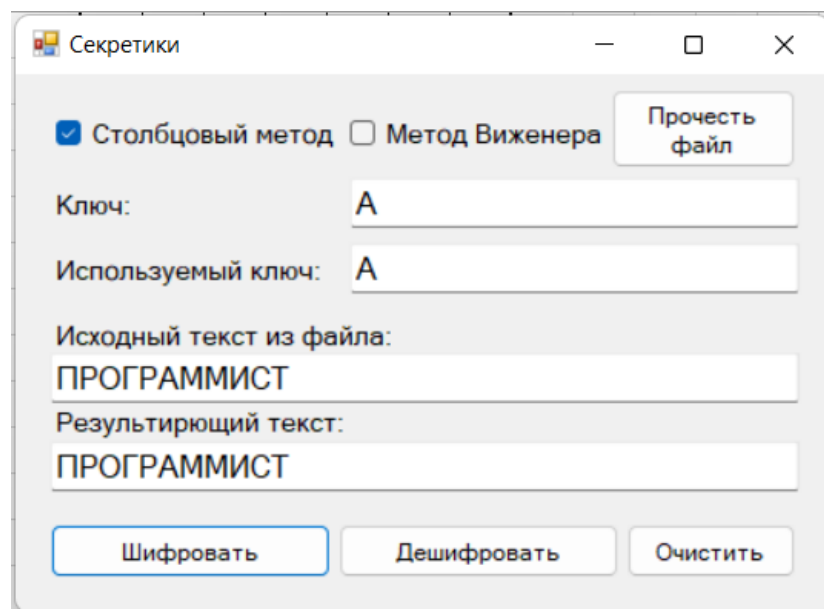 Секретики
Столбцовый метод Метод Виженера Прочесть
файл
Ключ: А
Используемый ключ: А
Исходный текст из файла:
ПРОГРАММИСТ
Результирющий текст:
ПРОГРАММИСТ
Шифровать Дешифровать Очистить